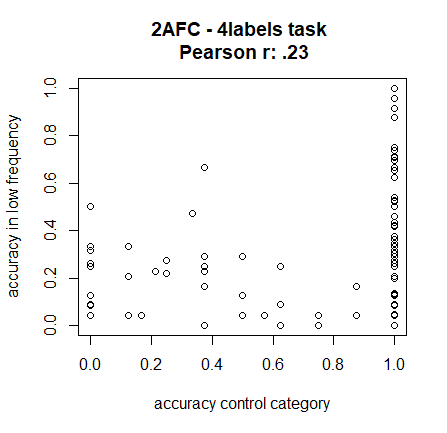 2AFC - 4labels task
Pearson r: .23
1.0
0.8
0.6
0.4
0.2
0.0
accuracy in low frequency
0.0 0.2 0.4 0.6 0.8 1.0
accuracy control category